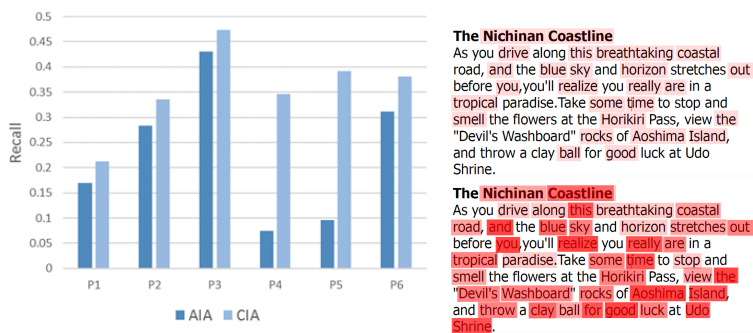 0.5
0.45
0.4
0.35
0.3
0.25
0.2
0.15
0.1
0.05
0
Recall
P1 P2 P3 P4 P5 P6
AIA CIA
The Nichinan Coastline
As you drive along this breathtaking coastal
road, and the blue sky and horizon stretches out
before you,you'll realize you really are in a
tropical paradise.Take some time to stop and
smell the flowers at the Horikiri Pass, view the
"Devil's Washboard" rocks of Aoshima Island,
and throw a clay ball for good luck at Udo
Shrine.
The Nichinan Coastline
As you drive along this breathtaking coastal
road, and the blue sky and horizon stretches out
before you,you'll realize you really are in a
tropical paradise.Take some time to stop and
smell the flowers at the Horikiri Pass, view the
"Devil's Washboard" rocks of Aoshima Island,
and throw a clay ball for good luck at Udo
Shrine.